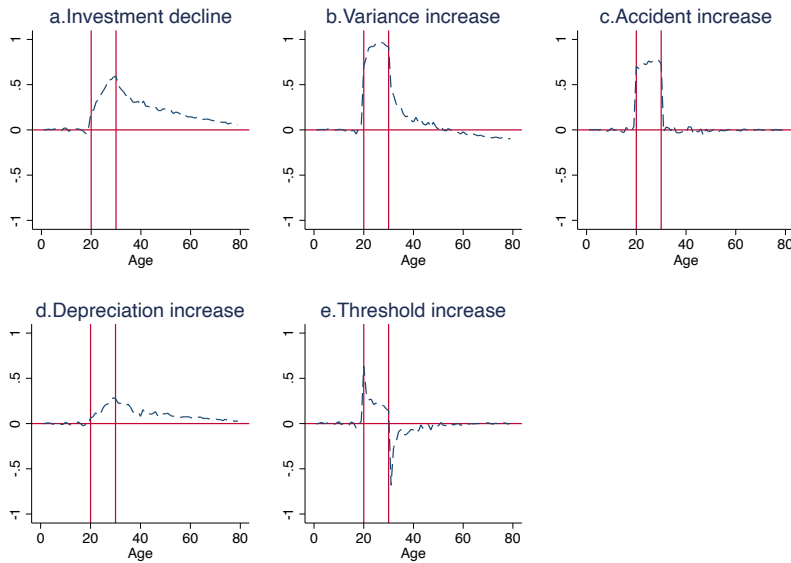 a.Investment decline
1
.5
0
-.5
-1
0 20 40 60 80
Age
b.Variance increase
1
.5
0
-.5
-1
0 20 40 60 80
Age
c.Accident increase
1
.5
0
-.5
-1
0 20 40 60 80
Age
d.Depreciation increase
1
.5
0
-.5
-1
0 20 40 60 80
Age
e.Threshold increase
1
.5
0
-.5
-1
0 20 40 60 80
Age